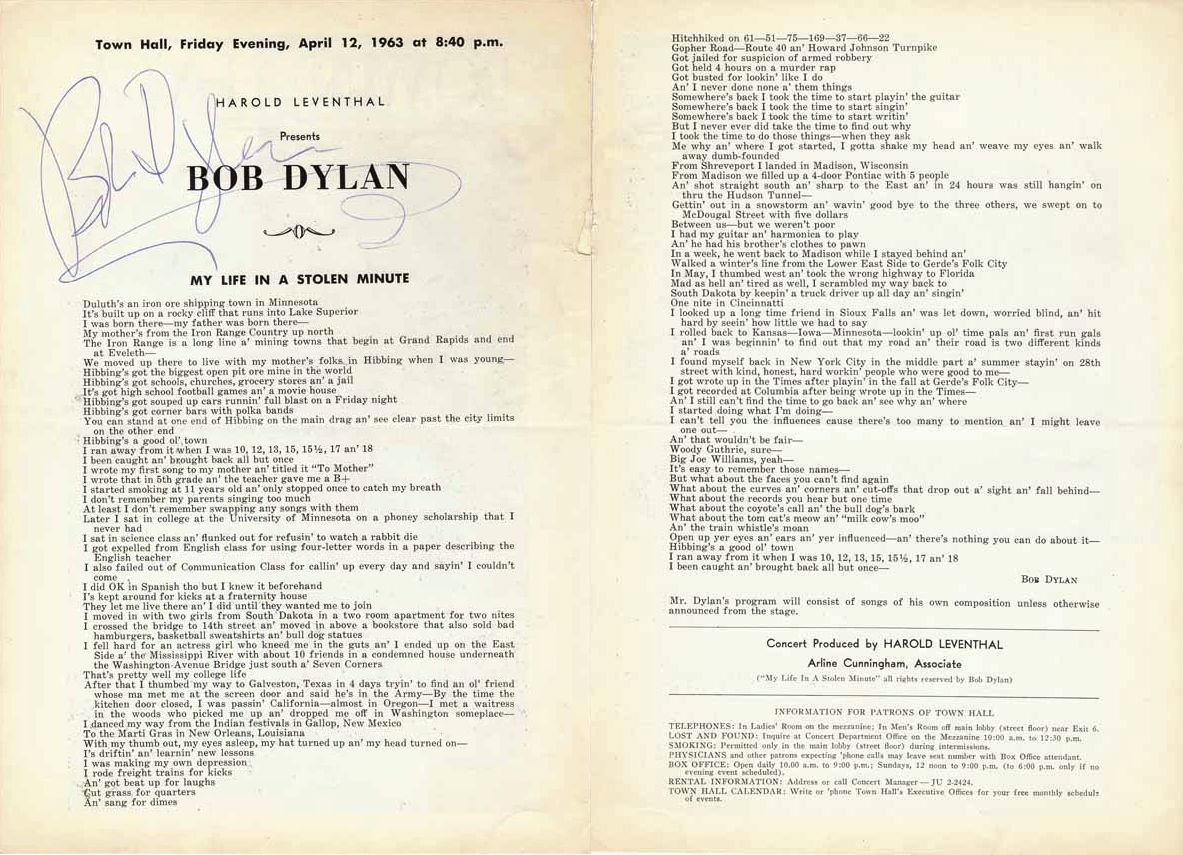 Town Hall, Friday Evening, April 12, 1963 at 8:40 p.m.
Bob Dylan
HAROLD LEVENTHAL
Presents
BOB DYLAN
MY LIFE IN A STOLEN MINUTE
Duluth's an iron ore shipping town in Minnesota
It's built up on a rocky cliff that runs into Lake Superior
I was born there—my father was born there—
My mother's from the Iron Range Country up north
The Iron Range is a long line a' mining towns that begin at Grand Rapids and end
at Eveleth—
We moved up there to live with my mother's folks in Hibbing when I was young—
Hibbing's got the biggest open pit ore mine in the world
Hibbing's got schools, churches, grocery stores an' a jail
It's got high school football games an' a movie house
Hibbing's got souped up cars runnin' full blast on a Friday night
Hibbing's got corner bars with polka bands
You can stand at one end of Hibbing on the main drag an' see clear past the city limits
on the other end
Hibbing's a good ol' town
I ran away from it when I was 10, 12, 13, 15, 15½, 17 an' 18
I been caught an' brought back all but once
I wrote my first song to my mother an' titled it "To Mother"
I wrote that in 5th grade an' the teacher gave me a B+
I started smoking at 11 years old an' only stopped once to catch my breath
I don't remember my parents singing too much
At least I don't remember swapping any songs with them
Later I sat in college at the University of Minnesota on a phoney scholarship that I
never had
I sat in science class an' flunked out for refusin' to watch a rabbit die
I got expelled from English class for using four-letter words in a paper describing the
English teacher
I also failed out of Communication Class for callin' up every day and sayin' I couldn't
come
I did OK in Spanish tho but I knew it beforehand
I's kept around for kicks at a fraternity house
They let me live there an' I did until they wanted me to join
I moved in with two girls from South Dakota in a two room apartment for two nites
I crossed the bridge to 14th street an' moved in above a bookstore that also sold bad
hamburgers, basketball sweatshirts an' bull dog statues
I fell hard for an actress girl who kneed me in the guts an' I ended up on the East
Side a' the Mississippi River with about 10 friends in a condemned house underneath
the Washington Avenue Bridge just south a' Seven Corners
That's pretty well my college life
After that I thumbed my way to Galveston, Texas in 4 days tryin' to find an ol' friend
whose ma met me at the screen door and said he's in the Army—By the time the
kitchen door closed, I was passin' California—almost in Oregon—I met a waitress
in the woods who picked me up an' dropped me off in Washington someplace—
I danced my way from the Indian festivals in Gallop, New Mexico
To the Marti Gras in New Orleans, Louisiana
With my thumb out, my eyes asleep, my hat turned up an' my head turned on—
I's driftin' an' learnin' new lessons
I was making my own depression
I rode freight trains for kicks
An' got beat up for laughs
Cut grass for quarters
An' sang for dimes
Hitchhiked on 61—51—75—169—37—66—22
Gopher Road—Route 40 an' Howard Johnson Turnpike
Got jailed for suspicion of armed robbery
Got held 4 hours on a murder rap
Got busted for lookin' like I do
An' I never done none a' them things
Somewhere's back I took the time to start playin' the guitar
Somewhere's back I took the time to start singin'
Somewhere's back I took the time to start writin'
But I never ever did take the time to find out why
I took the time to do those things—when they ask
Me why an' where I got started, I gotta shake my head an' weave my eyes an' walk
away dumb-founded
From Shreveport I landed in Madison, Wisconsin
From Madison we filled up a 4-door Pontiac with 5 people
An' shot straight south an' sharp to the East an' in 24 hours was still hangin' on
thru the Hudson Tunnel—
Gettin' out in a snowstorm an' wavin' good bye to the three others, we swept on to
McDougal Street with five dollars
Between us—but we weren't poor
I had my guitar an' harmonica to play
An' he had his brother's clothes to pawn
In a week, he went back to Madison while I stayed behind an'
Walked a winter's line from the Lower East Side to Gerde's Folk City
In May, I thumbed west an' took the wrong highway to Florida
Mad as hell an' tired as well, I scrambled my way back to
South Dakota by keepin' a truck driver up all day an' singin'
One nite in Cincinnatti
I looked up a long time friend in Sioux Falls an' was let down, worried blind, an' hit
hard by seein' how little we had to say
I rolled back to Kansas—Iowa—Minnesota—lookin' up ol' time pals an' first run gals
an' I was beginnin' to find out that my road an' their road is two different kinds
a' roads
I found myself back in New York City in the middle part a' summer stayin' on 28th
street with kind, honest, hard workin' people who were good to me—
I got wrote up in the Times after playin' in the fall at Gerde's Folk City—
I got recorded at Columbia after being wrote up in the Times—
An' I still can't find the time to go back an' see why an' where
I started doing what I'm doing—
I can't tell you the influences cause there's too many to mention an' I might leave
one out—
An' that wouldn't be fair—
Woody Guthrie, sure—
Big Joe Williams, yeah—
It's easy to remember those names—
But what about the faces you can't find again
What about the curves an' corners an' cut-offs that drop out a' sight an' fall behind—
What about the records you hear but one time
What about the coyote's call an' the bull dog's bark
What about the tom cat's meow an' "milk cow's moo"
An' the train whistle's moan
Open up yer eyes an' ears an' yer influenced—an' there's nothing you can do about it—
Hibbing's a good ol' town
I ran away from it when I was 10, 12, 13, 15, 15½, 17 an' 18
I been caught an' brought back all but once—
BOB DYLAN
Mr. Dylan's program will consist of songs of his own composition unless otherwise
announced from the stage.
Concert Produced by HAROLD LEVENTHAL
Arline Cunningham, Associate
("My Life In A Stolen Minute" all rights reserved by Bob Dylan)
INFORMATION FOR PATRONS OF TOWN HALL
TELEPHONES: In Ladies' Room on the mezzanine; In Men's Room off main lobby (street floor) near Exit 6.
LOST AND FOUND: Inquire at Concert Department Office on the Mezzanine 10:00 a.m. to 12:30 p.m.
SMOKING: Permitted only in the main lobby (street floor) during intermissions.
PHYSICIANS and other patrons expecting 'phone calls may leave seat number with Box Office attendant.
BOX OFFICE: Open daily 10.00 a.m. to 9:00 p.m.; Sundays, 12 noon to 9:00 p.m. (to 6:00 p.m. only if no
evening event scheduled).
RENTAL INFORMATION: Address or call Concert Manager — JU 2-2424.
TOWN HALL CALENDAR: Write or 'phone Town Hall's Executive Offices for your free monthly schedule
of events.